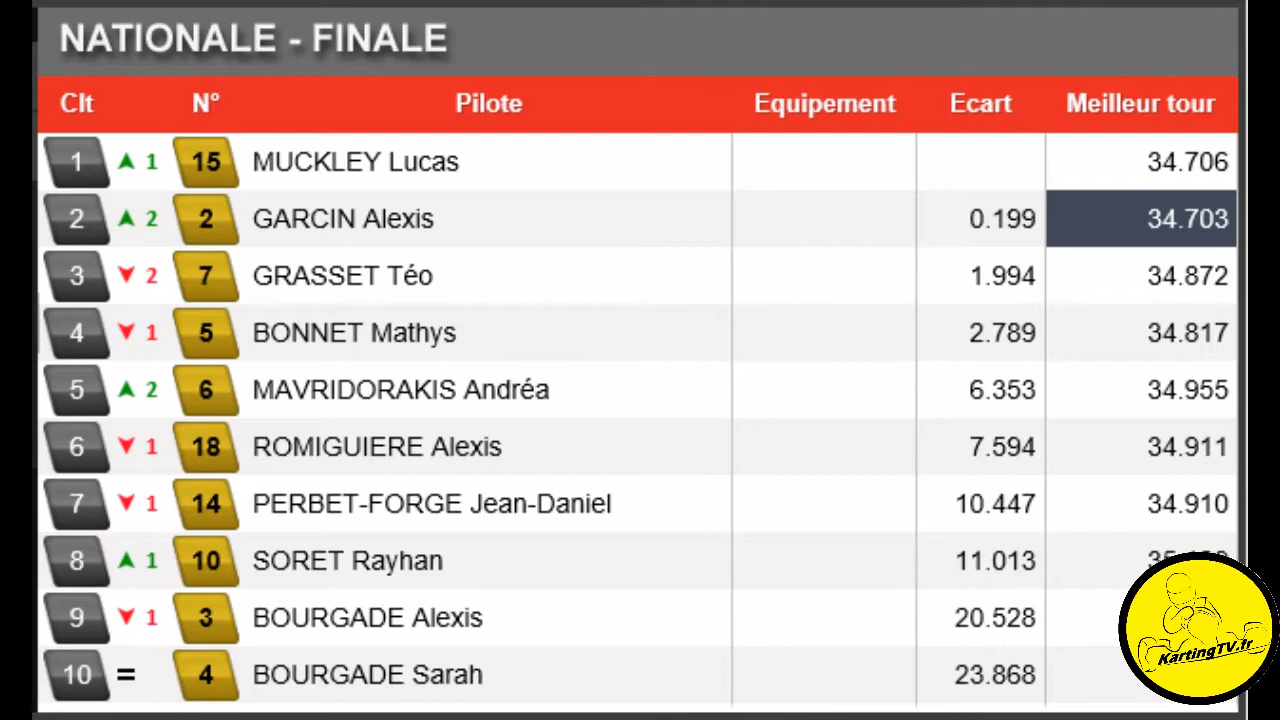 NATIONALE - FINALE
Clt N° Pilote Equipement Ecart Meilleur tour
1 1 15 MUCKLEY Lucas 34.706
2 2 2 GARCIN Alexis 0.199 34.703
3 2 7 GRASSET Téo 1.994 34.872
4 1 5 BONNET Mathys 2.789 34.817
5 2 6 MAVRIDORAKIS Andréa 6.353 34.955
6 1 18 ROMIGUIERE Alexis 7.594 34.911
7 1 14 PERBET-FORGE Jean-Daniel 10.447 34.910
8 1 10 SORET Rayhan 11.013
9 1 3 BOURGADE Alexis 20.528
10 = 4 BOURGADE Sarah 23.868
KartingTV.fr